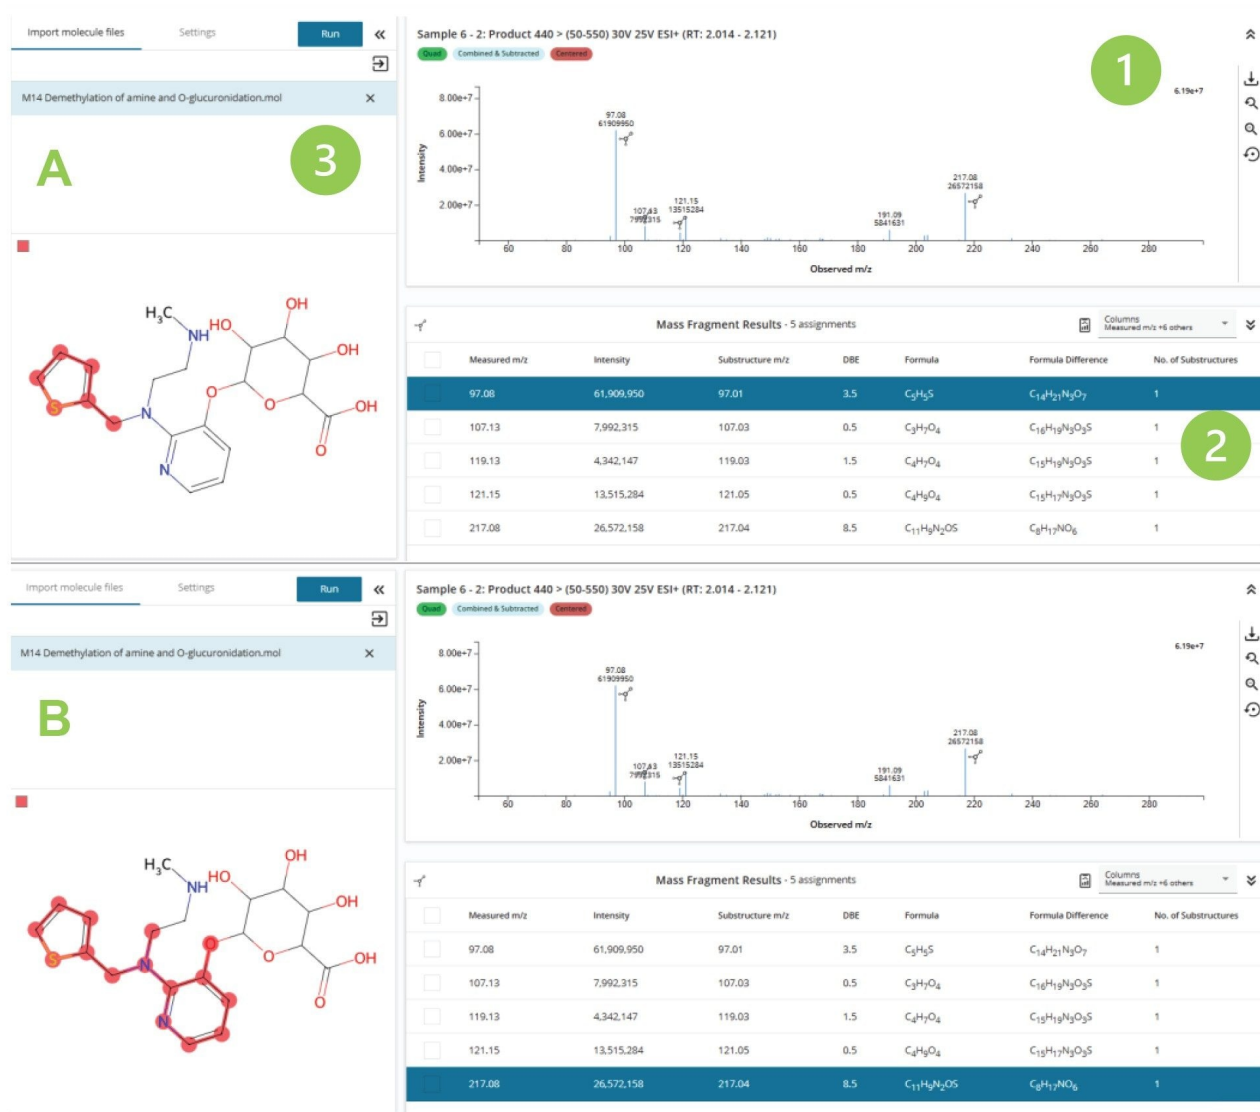 Import molecule files Settings Run
M14 Demethylation of amine and O-glucuronidation.mol
A
3
H₃C
NH
HO
OH
OH
O
O
OH
O
S
N
N
Sample 6 - 2: Product 440 > (50-550) 30V 25V ESI+ (RT: 2.014 - 2.121)
Quad Combined & Subtracted Centered
1
6.19e+7
8.00e+7
6.00e+7
4.00e+7
2.00e+7
Intensity
97.08
61909950
107.13
7992315
121.15
13515284
191.09
5841631
217.08
26572158
60 80 100 120 140 160 180 200 220 240 260 280
Observed m/z
Mass Fragment Results - 5 assignments
Columns
Measured m/z +6 others
Measured m/z Intensity Substructure m/z DBE Formula Formula Difference No. of Substructures
97.08 61,909,950 97.01 3.5 C₅H₅S C₁₄H₂₁N₃O₇ 1
107.13 7,992,315 107.03 0.5 C₃H₇O₄ C₁₆H₁₉N₃O₃S 1
119.13 4,342,147 119.03 1.5 C₄H₇O₄ C₁₅H₁₉N₃O₃S 1
121.15 13,515,284 121.05 0.5 C₄H₉O₄ C₁₅H₁₇N₃O₃S 1
217.08 26,572,158 217.04 8.5 C₁₁H₉N₂OS C₈H₁₇NO₆ 1
2
Import molecule files Settings Run
M14 Demethylation of amine and O-glucuronidation.mol
B
H₃C
NH
HO
OH
OH
O
O
OH
O
S
N
N
Sample 6 - 2: Product 440 > (50-550) 30V 25V ESI+ (RT: 2.014 - 2.121)
Quad Combined & Subtracted Centered
6.19e+7
8.00e+7
6.00e+7
4.00e+7
2.00e+7
Intensity
97.08
61909950
107.13
7992315
121.15
13515284
191.09
5841631
217.08
26572158
60 80 100 120 140 160 180 200 220 240 260 280
Observed m/z
Mass Fragment Results - 5 assignments
Columns
Measured m/z +6 others
Measured m/z Intensity Substructure m/z DBE Formula Formula Difference No. of Substructures
97.08 61,909,950 97.01 3.5 C₅H₅S C₁₄H₂₁N₃O₇ 1
107.13 7,992,315 107.03 0.5 C₃H₇O₄ C₁₆H₁₉N₃O₃S 1
119.13 4,342,147 119.03 1.5 C₄H₇O₄ C₁₅H₁₉N₃O₃S 1
121.15 13,515,284 121.05 0.5 C₄H₉O₄ C₁₅H₁₇N₃O₃S 1
217.08 26,572,158 217.04 8.5 C₁₁H₉N₂OS C₈H₁₇NO₆ 1